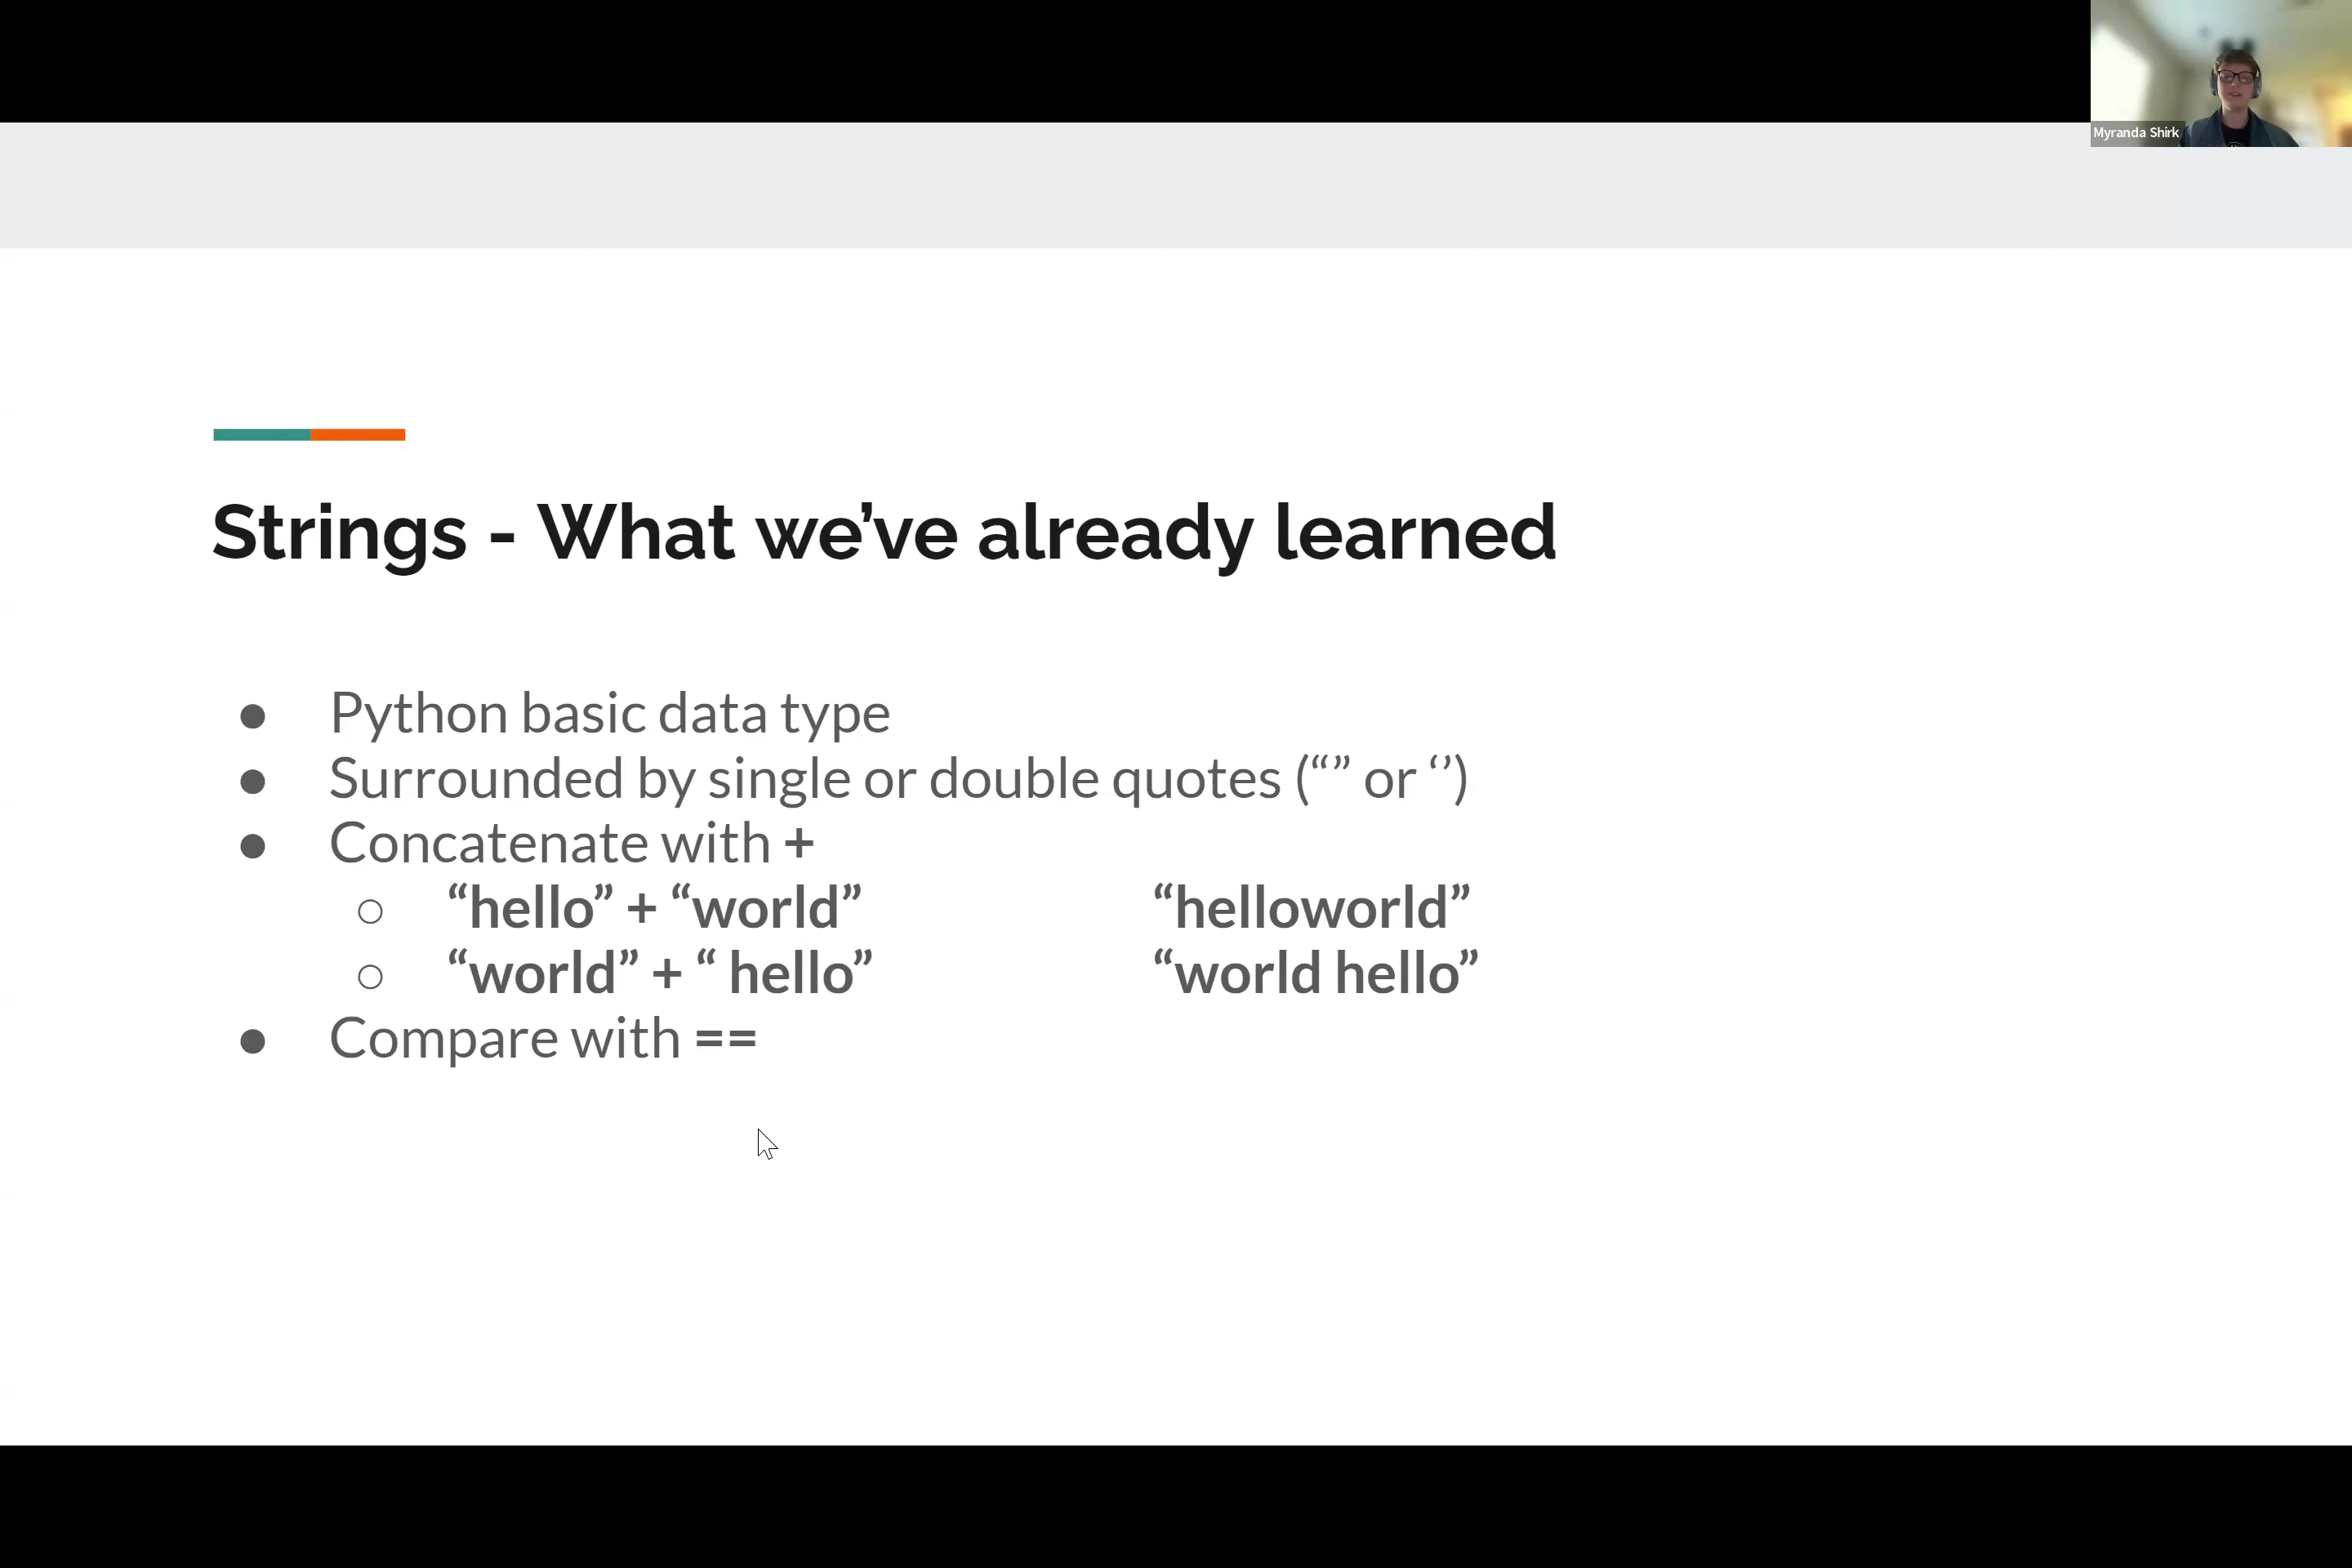 Myranda Shirk
Strings - What we’ve already learned
● Python basic data type
● Surrounded by single or double quotes (“” or ‘’)
● Concatenate with +
○ “hello” + “world” “helloworld”
○ “world” + “ hello” “world hello”
● Compare with ==